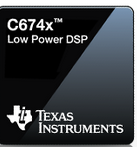 C674x™
Low Power DSP
TEXAS
INSTRUMENTS